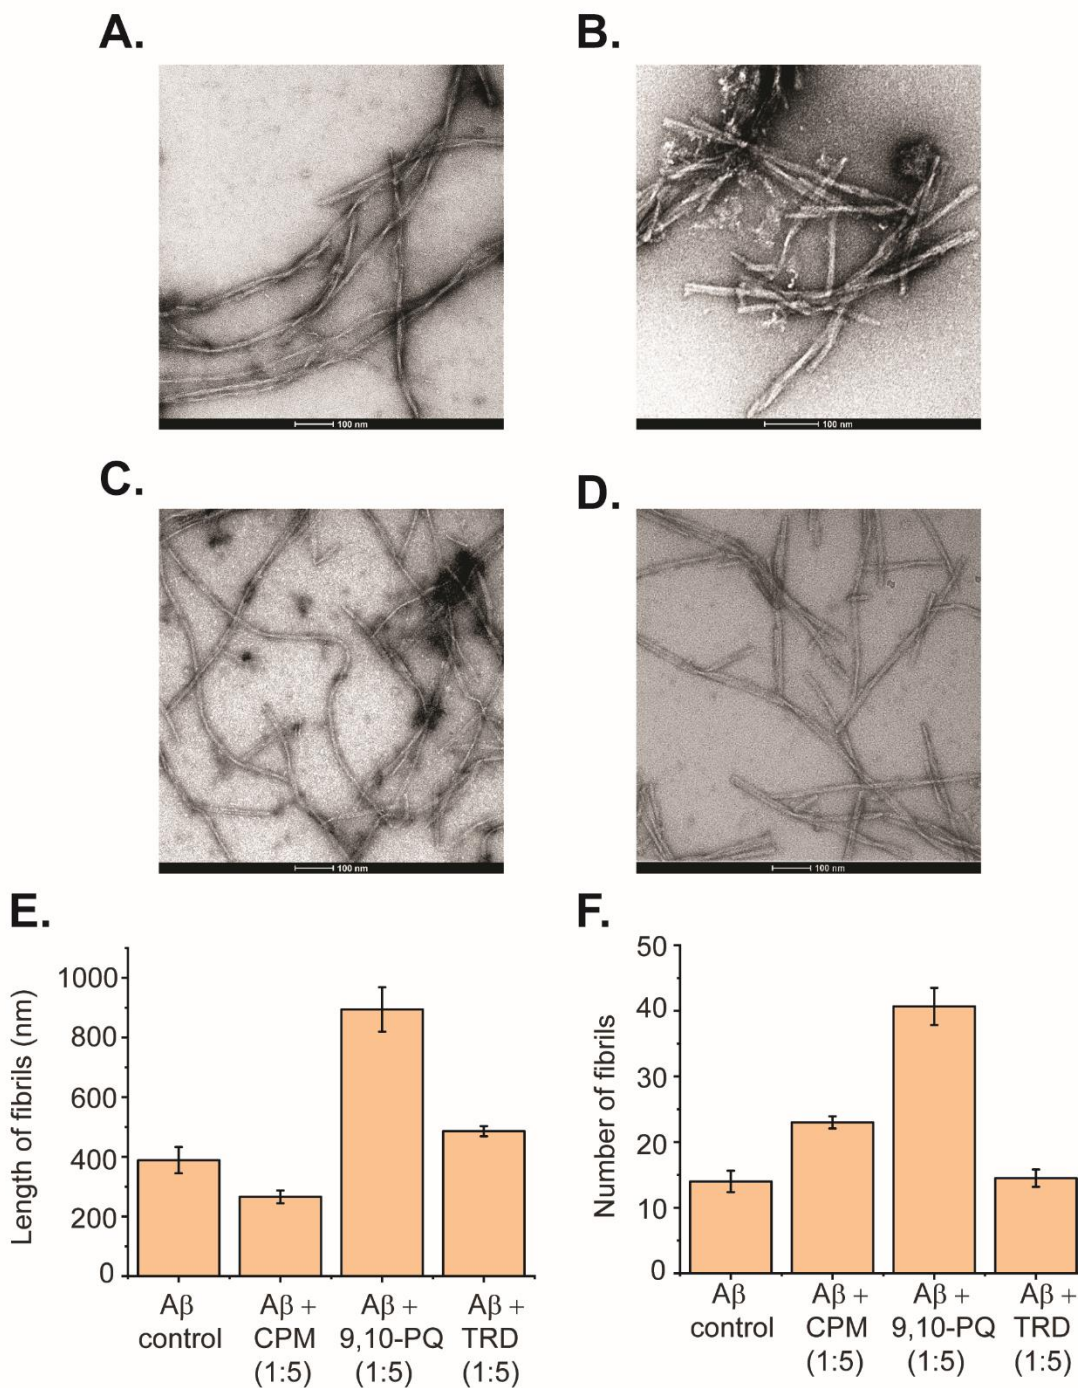 A.
B.
100 nm
100 nm
C.
D.
100 nm
100 nm
E.
Length of fibrils (nm)
1000
800
600
400
200
0
Aβ
control
Aβ +
CPM
(1:5)
Aβ +
9,10-PQ
(1:5)
Aβ +
TRD
(1:5)
F.
Number of fibrils
50
40
30
20
10
0
Aβ
control
Aβ +
CPM
(1:5)
Aβ +
9,10-PQ
(1:5)
Aβ +
TRD
(1:5)